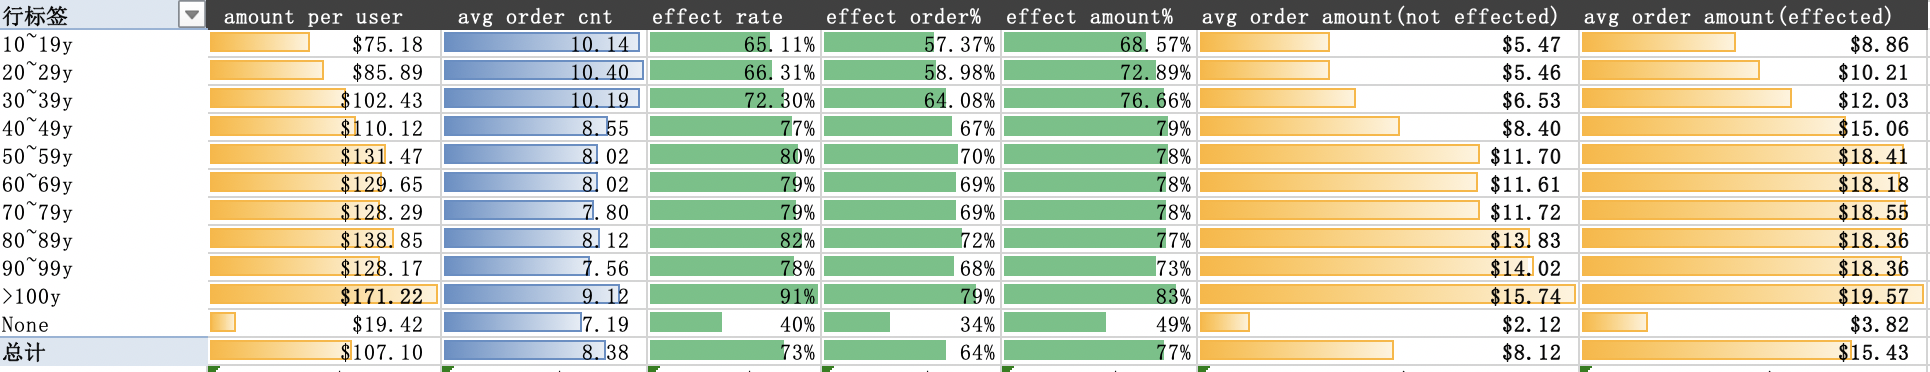 行标签 amount per user avg order cnt effect rate effect order% effect amount% avg order amount(not effected) avg order amount(effected)
10~19y $75.18 10.14 65.11% 57.37% 68.57% $5.47 $8.86
20~29y $85.89 10.40 66.31% 58.98% 72.89% $5.46 $10.21
30~39y $102.43 10.19 72.30% 64.08% 76.66% $6.53 $12.03
40~49y $110.12 8.55 77% 67% 79% $8.40 $15.06
50~59y $131.47 8.02 80% 70% 78% $11.70 $18.41
60~69y $129.65 8.02 79% 69% 78% $11.61 $18.18
70~79y $128.29 7.80 79% 69% 78% $11.72 $18.55
80~89y $138.85 8.12 82% 72% 77% $13.83 $18.36
90~99y $128.17 7.56 78% 68% 73% $14.02 $18.36
>100y $171.22 9.12 91% 79% 83% $15.74 $19.57
None $19.42 7.19 40% 34% 49% $2.12 $3.82
总计 $107.10 8.38 73% 64% 77% $8.12 $15.43